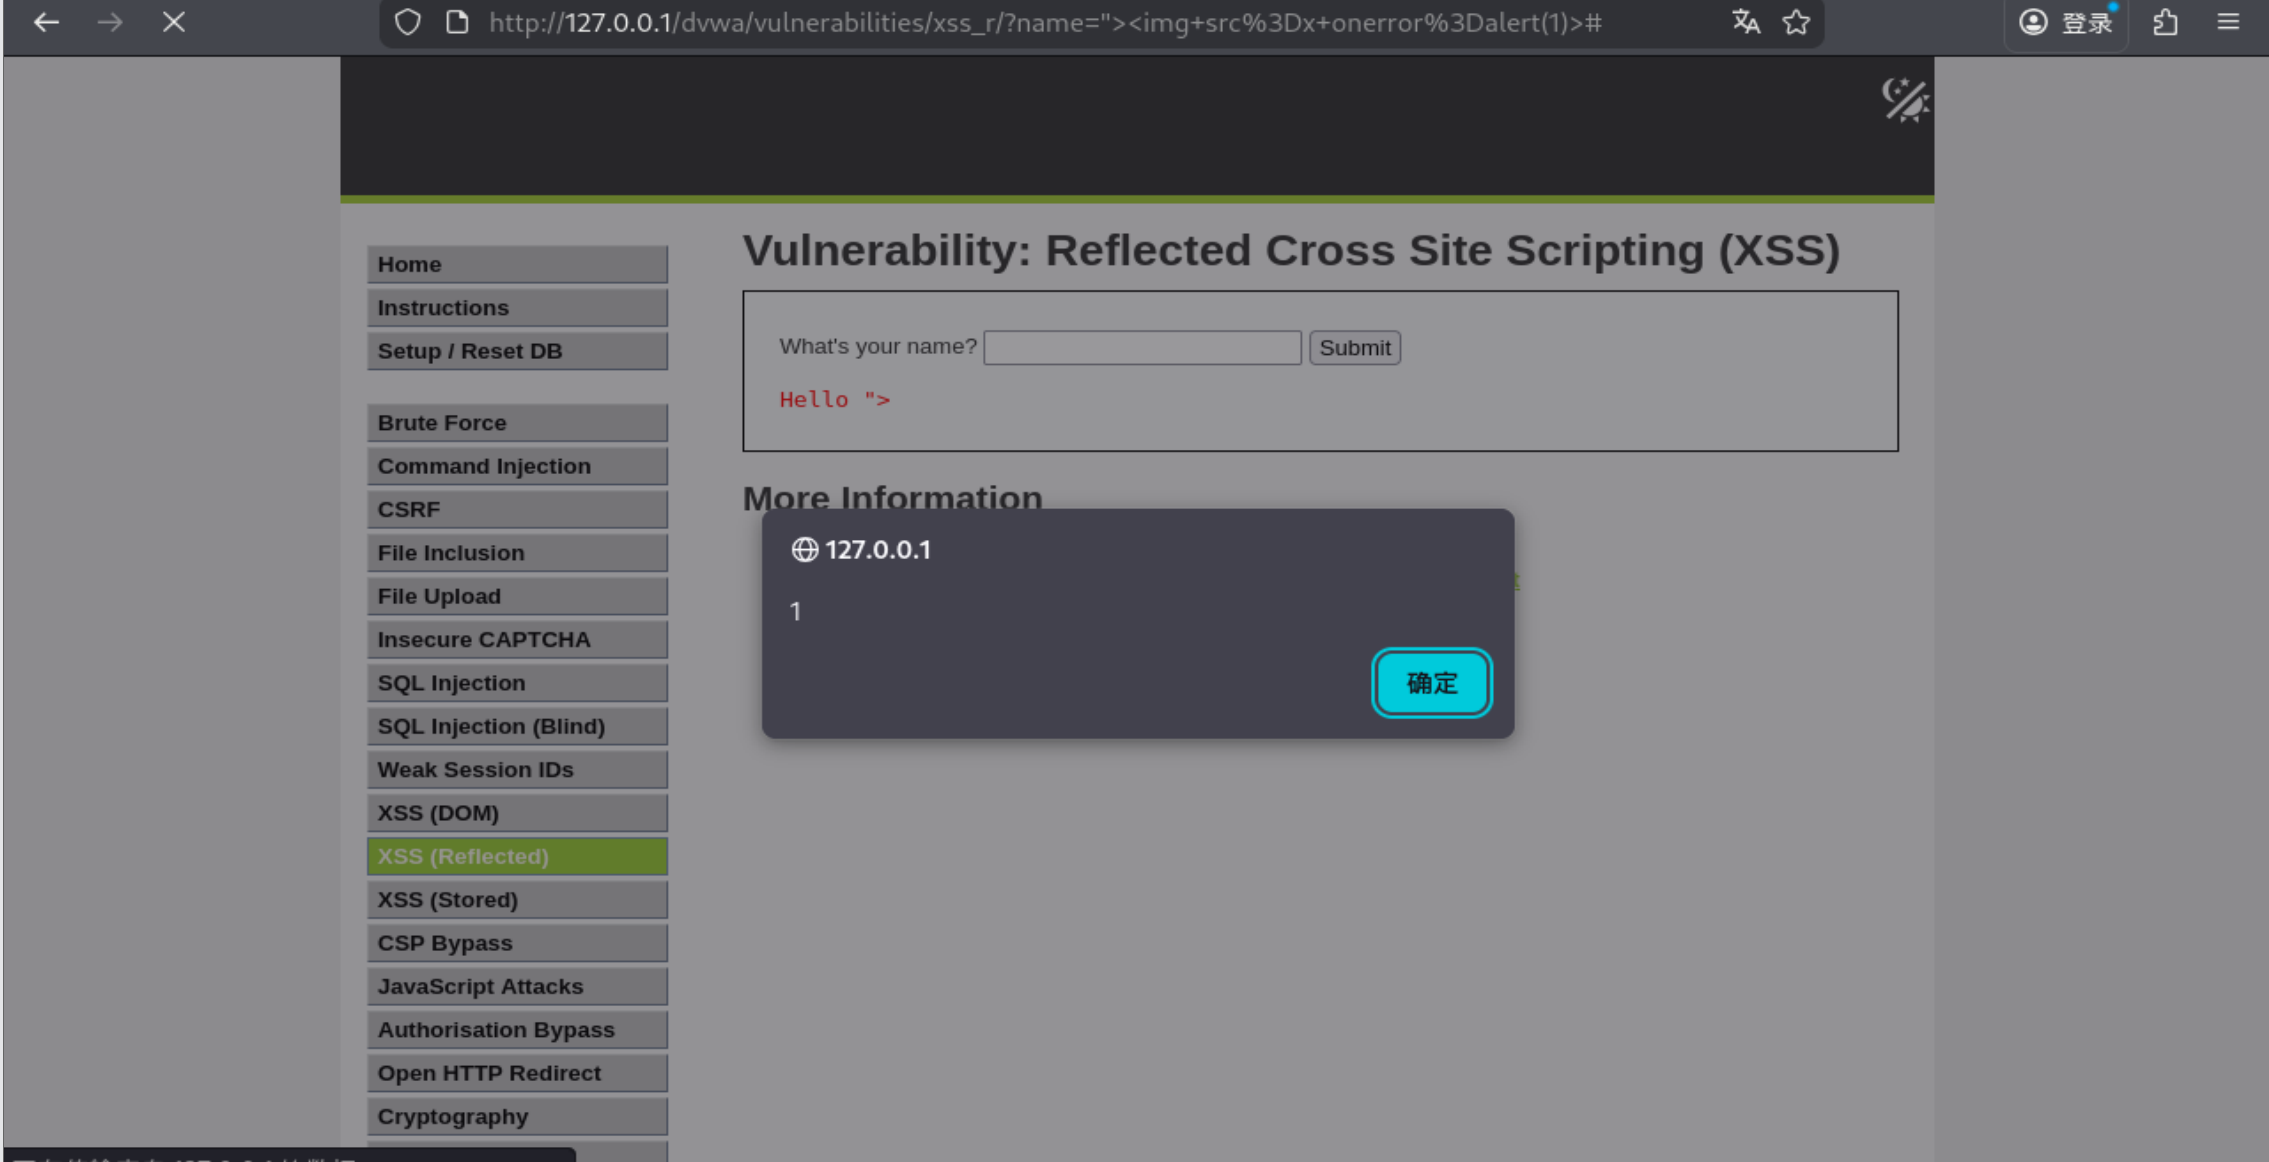 http://127.0.0.1/dvwa/vulnerabilities/xss_r/?name="><img+src%3Dx+onerror%3Dalert(1)>#
登录
Home
Instructions
Setup / Reset DB
Brute Force
Command Injection
CSRF
File Inclusion
File Upload
Insecure CAPTCHA
SQL Injection
SQL Injection (Blind)
Weak Session IDs
XSS (DOM)
XSS (Reflected)
XSS (Stored)
CSP Bypass
JavaScript Attacks
Authorisation Bypass
Open HTTP Redirect
Cryptography
Vulnerability: Reflected Cross Site Scripting (XSS)
What's your name? Submit
Hello ">
More Information
127.0.0.1
1
确定